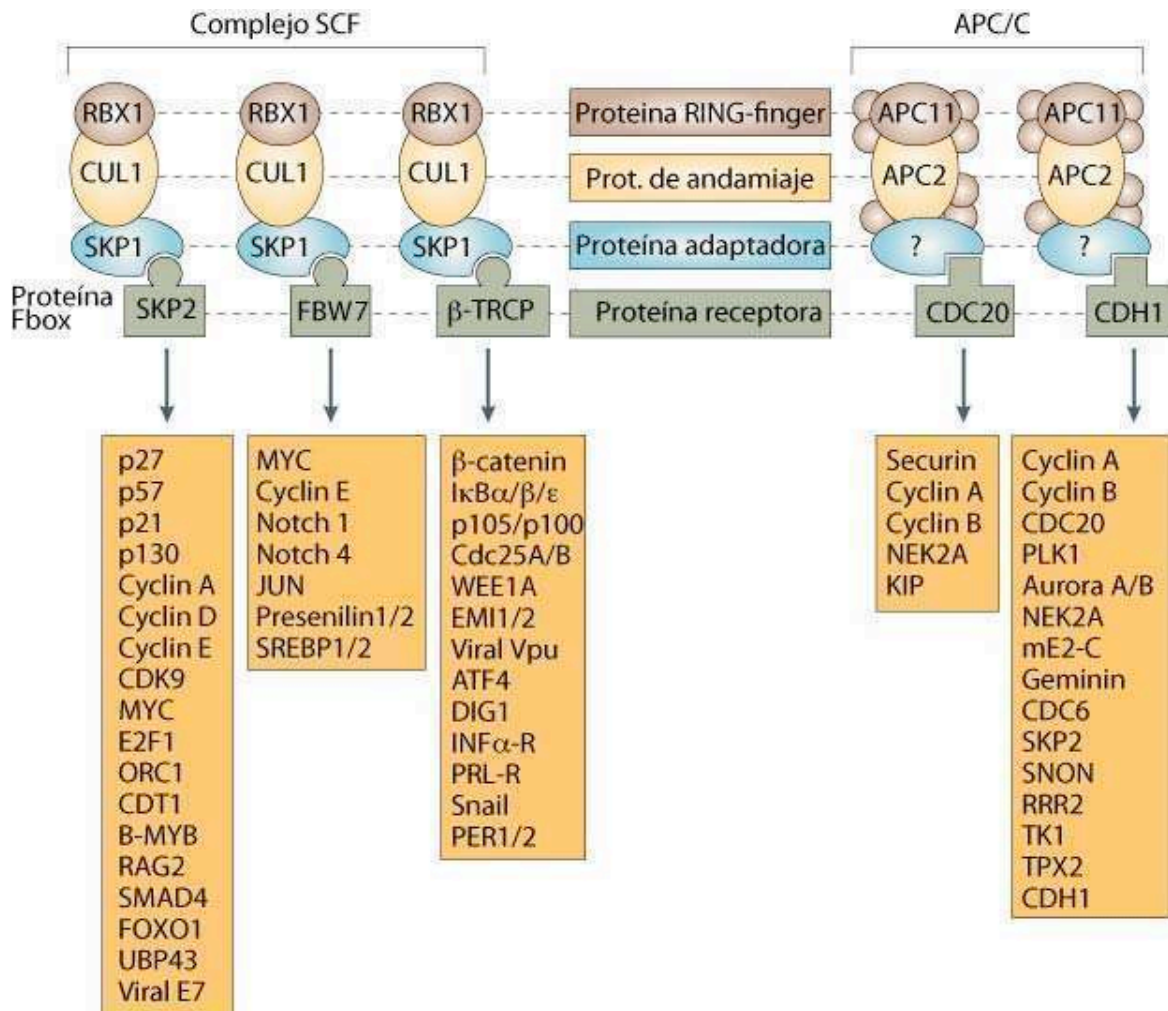 Complejo SCF
APC/C
RBX1
RBX1
RBX1
Proteina RING-finger
APC11
APC11
CUL1
CUL1
CUL1
Prot. de andamiaje
APC2
APC2
SKP1
SKP1
SKP1
Proteína adaptadora
?
?
Proteína
Fbox
SKP2
FBW7
β-TRCP
Proteína receptora
CDC20
CDH1
p27
p57
p21
p130
Cyclin A
Cyclin D
Cyclin E
CDK9
MYC
E2F1
ORC1
CDT1
B-MYB
RAG2
SMAD4
FOXO1
UBP43
Viral E7
MYC
Cyclin E
Notch 1
Notch 4
JUN
Presenilin1/2
SREBP1/2
β-catenin
IκBα/β/ε
p105/p100
Cdc25A/B
WEE1A
EMI1/2
Viral Vpu
ATF4
DIG1
INFα-R
PRL-R
Snail
PER1/2
Securin
Cyclin A
Cyclin B
NEK2A
KIP
Cyclin A
Cyclin B
CDC20
PLK1
Aurora A/B
NEK2A
mE2-C
Geminin
CDC6
SKP2
SNON
RRR2
TK1
TPX2
CDH1